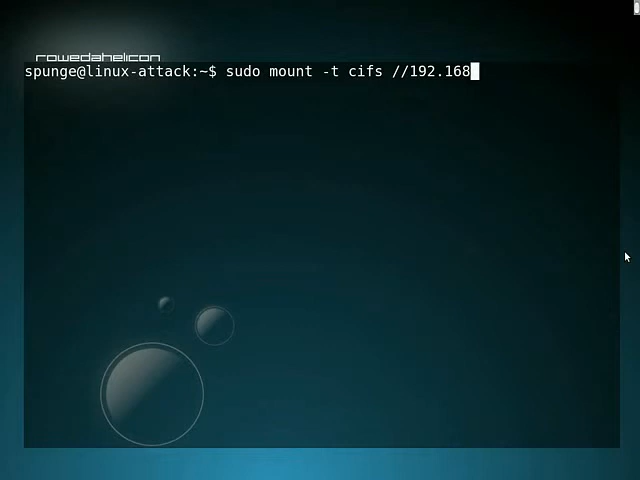 rowedahelicon
spunge@linux-attack:~$ sudo mount -t cifs //192.168